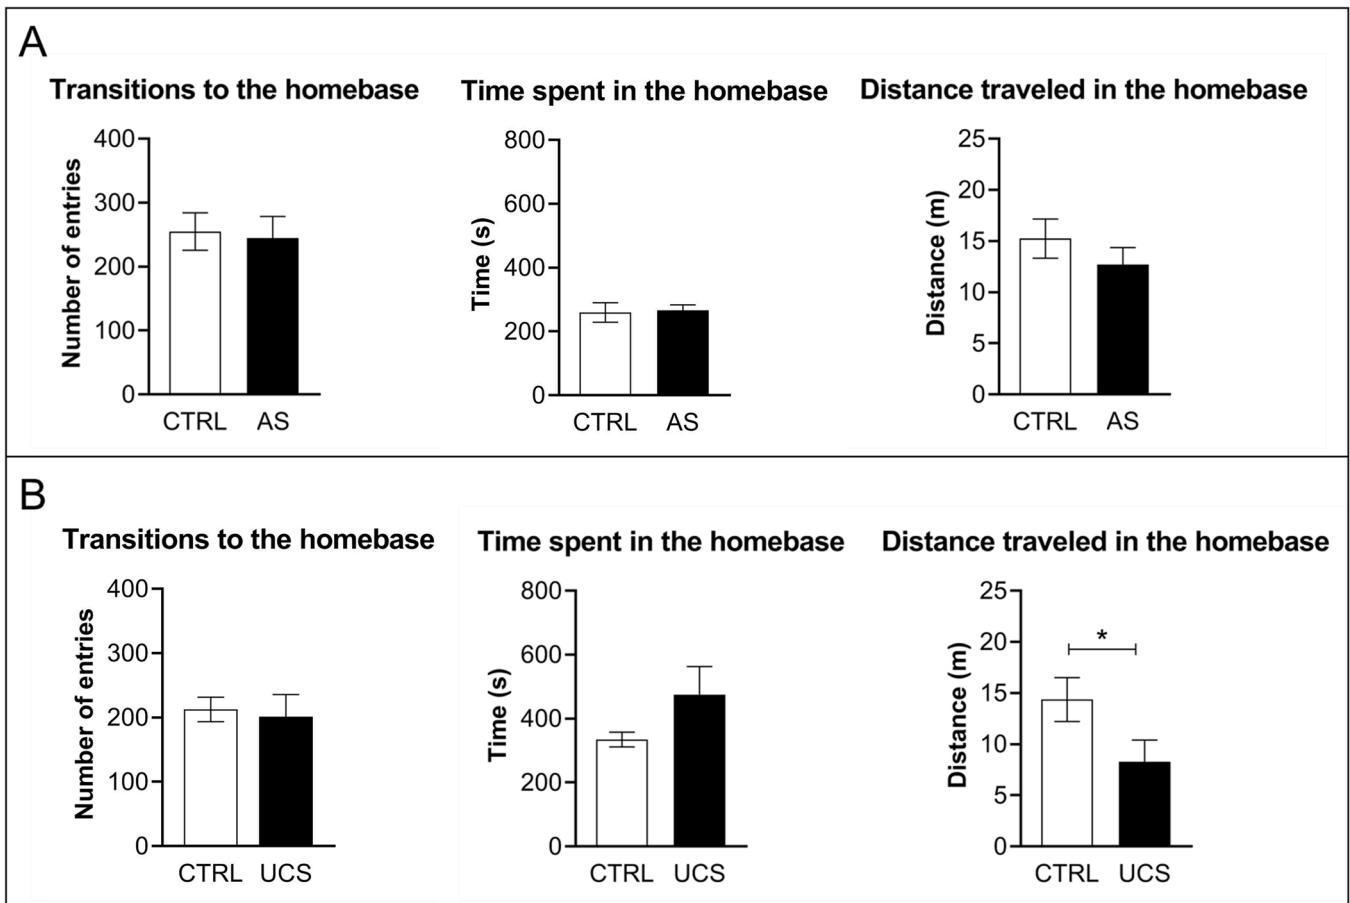 A
Transitions to the homebase
Number of entries
400
300
200
100
0
CTRL AS
Time spent in the homebase
Time (s)
800
600
400
200
0
CTRL AS
Distance traveled in the homebase
Distance (m)
25
20
15
10
5
0
CTRL AS
B
Transitions to the homebase
Number of entries
400
300
200
100
0
CTRL UCS
Time spent in the homebase
Time (s)
800
600
400
200
0
CTRL UCS
Distance traveled in the homebase
Distance (m)
25
20
15
10
5
0
*
CTRL UCS